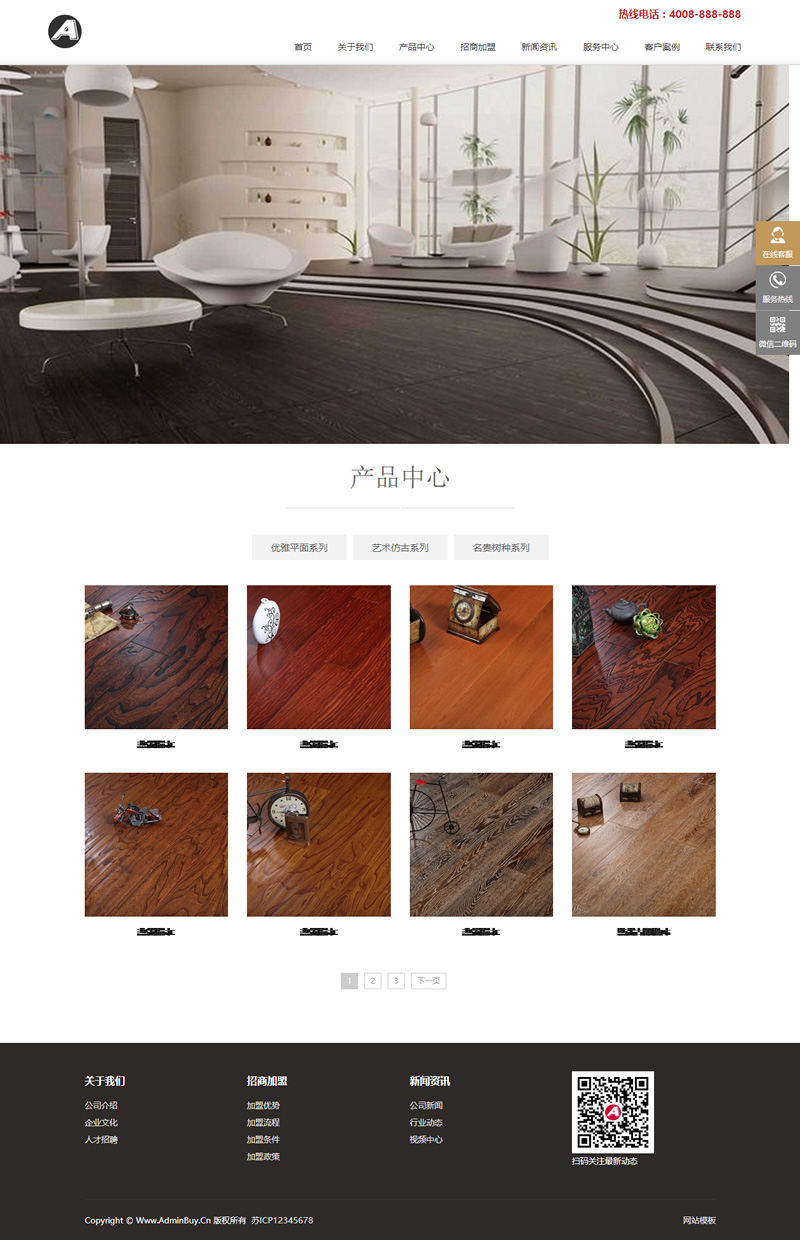 热线电话：4008-888-888
首页 关于我们 产品中心 招商加盟 新闻资讯 服务中心 客户案例 联系我们
在线客服
服务热线
微信二维码
产品中心
优雅平面系列 艺术仿古系列 名贵树种系列
1 2 3 下一页
关于我们 招商加盟 新闻资讯
公司介绍 加盟优势 公司新闻
企业文化 加盟流程 行业动态
人才招聘 加盟条件 视频中心
加盟政策
扫码关注最新动态
Copyright © Www.AdminBuy.Cn 版权所有 苏ICP12345678 网站模板